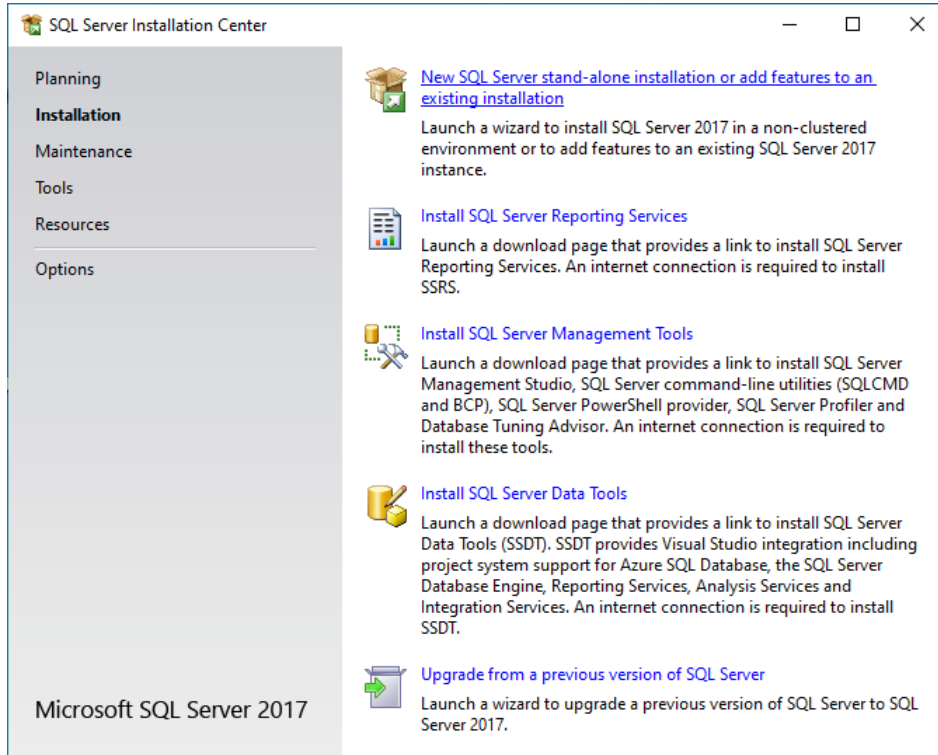 SQL Server Installation Center
Planning
Installation
Maintenance
Tools
Resources
Options
Microsoft SQL Server 2017
New SQL Server stand-alone installation or add features to an
existing installation
Launch a wizard to install SQL Server 2017 in a non-clustered
environment or to add features to an existing SQL Server 2017
instance.
Install SQL Server Reporting Services
Launch a download page that provides a link to install SQL Server
Reporting Services. An internet connection is required to install
SSRS.
Install SQL Server Management Tools
Launch a download page that provides a link to install SQL Server
Management Studio, SQL Server command-line utilities (SQLCMD
and BCP), SQL Server PowerShell provider, SQL Server Profiler and
Database Tuning Advisor. An internet connection is required to
install these tools.
Install SQL Server Data Tools
Launch a download page that provides a link to install SQL Server
Data Tools (SSDT). SSDT provides Visual Studio integration including
project system support for Azure SQL Database, the SQL Server
Database Engine, Reporting Services, Analysis Services and
Integration Services. An internet connection is required to install
SSDT.
Upgrade from a previous version of SQL Server
Launch a wizard to upgrade a previous version of SQL Server to SQL
Server 2017.